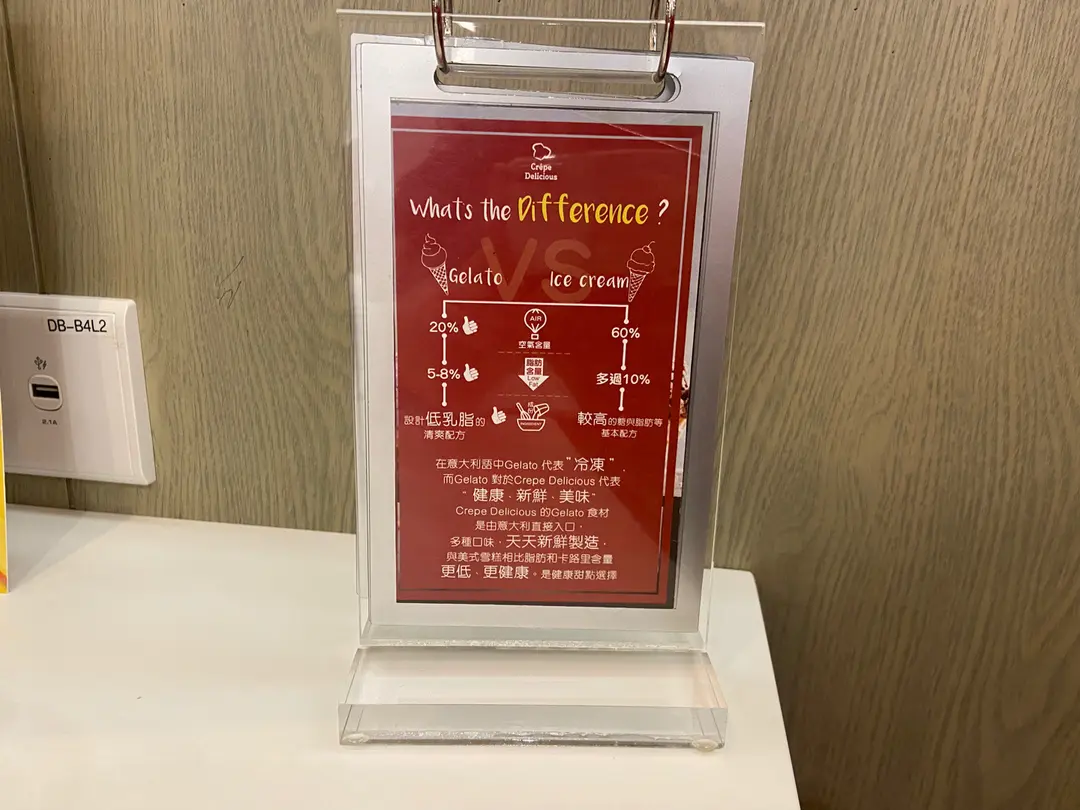 DB-B4L2
2.1A
Crêpe
Delicious
What's the Difference ?
VS
Gelato Ice cream
20% AIR 60%
空氣含量
5-8% 脂肪含量 Low Fat 多過10%
設計低乳脂的
清爽配方
成份
INGREDIENT
較高的糖與脂肪等
基本配方
在意大利語中Gelato 代表"冷凍",
而Gelato 對於Crepe Delicious 代表
"健康、新鮮、美味"
Crepe Delicious 的Gelato 食材
是由意大利直接入口,
多種口味, 天天新鮮製造,
與美式雪糕相比脂肪和卡路里含量
更低、更健康。是健康甜點選擇